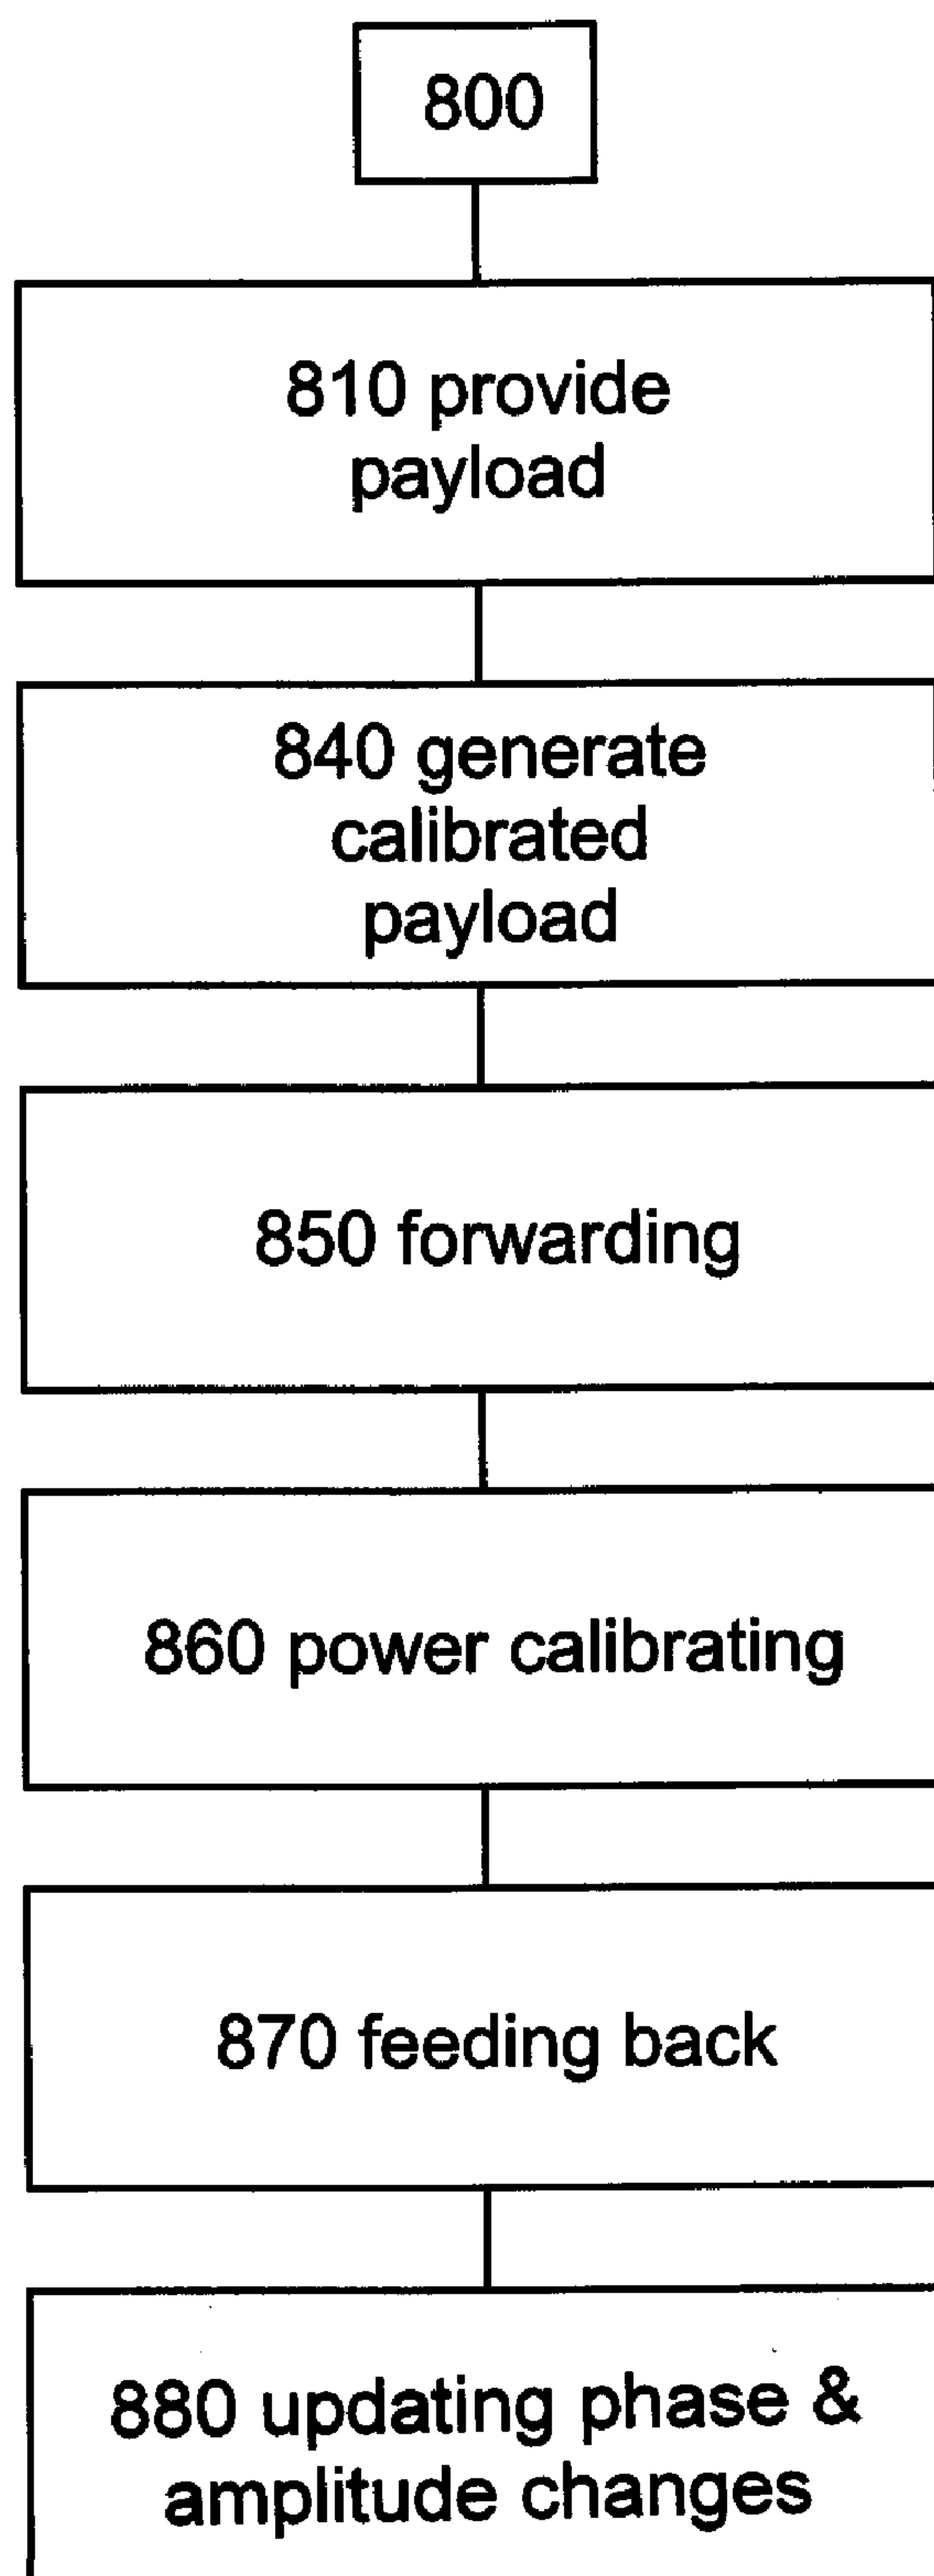 800
810 provide
payload
840 generate
calibrated
payload
850 forwarding
860 power calibrating
870 feeding back
880 updating phase &
amplitude changes